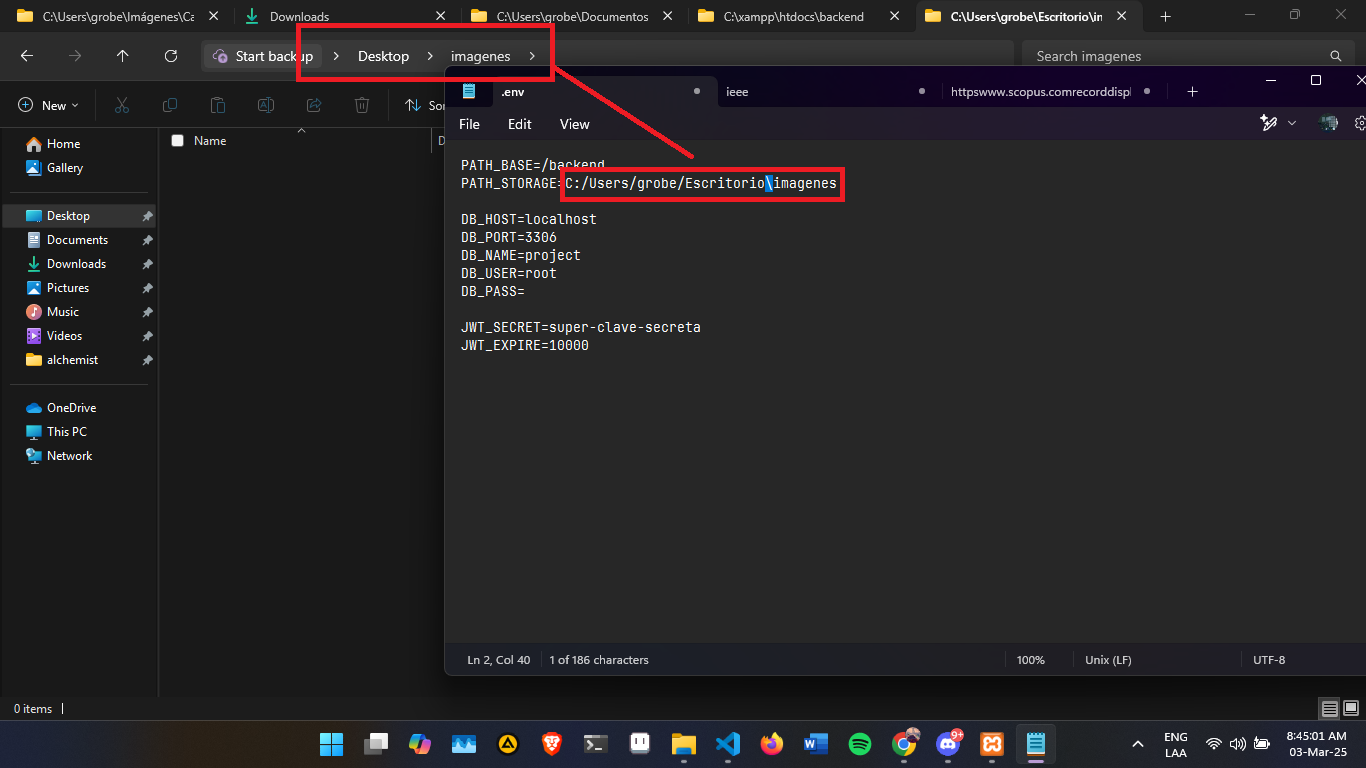 C:\Users\grobe\Imágenes\Ca
Downloads
C:\Users\grobe\Documentos
C:\xampp\htdocs\backend
C:\Users\grobe\Escritorio\in
Start backup
Desktop
imagenes
Search imagenes
New
Sor
Name
D
Home
Gallery
Desktop
Documents
Downloads
Pictures
Music
Videos
alchemist
OneDrive
This PC
Network
0 items
.env
ieee
httpswww.scopus.comrecorddispl
File
Edit
View
PATH_BASE=/backend
PATH_STORAGE=C:/Users/grobe/Escritorio\imagenes
DB_HOST=localhost
DB_PORT=3306
DB_NAME=project
DB_USER=root
DB_PASS=
JWT_SECRET=super-clave-secreta
JWT_EXPIRE=10000
Ln 2, Col 40
1 of 186 characters
100%
Unix (LF)
UTF-8
9+
ENG
LAA
8:45:01 AM
03-Mar-25